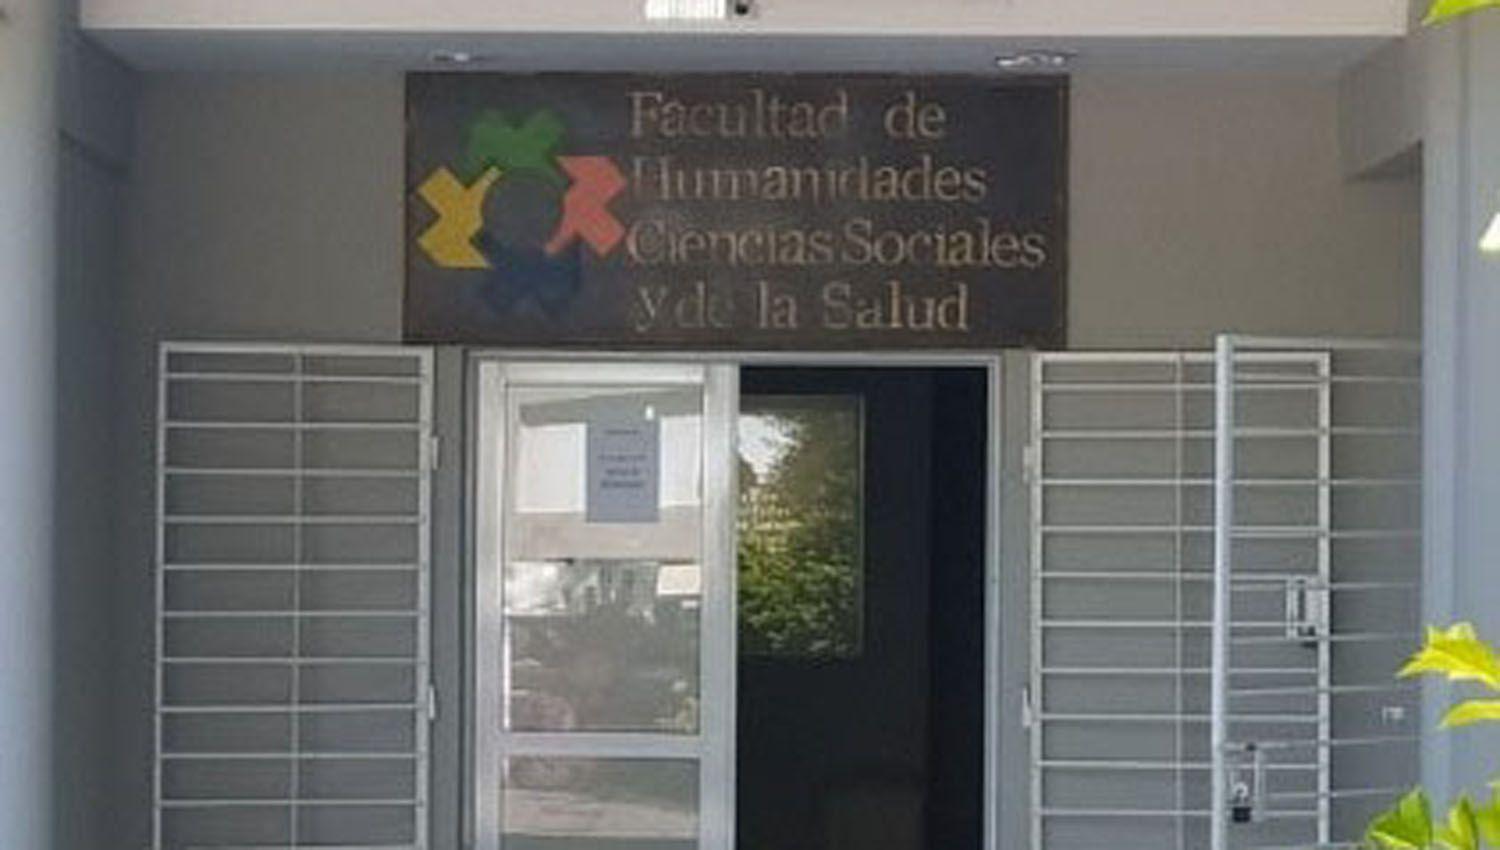 Facultad de
Humanidades
Ciencias Sociales
y de la Salud